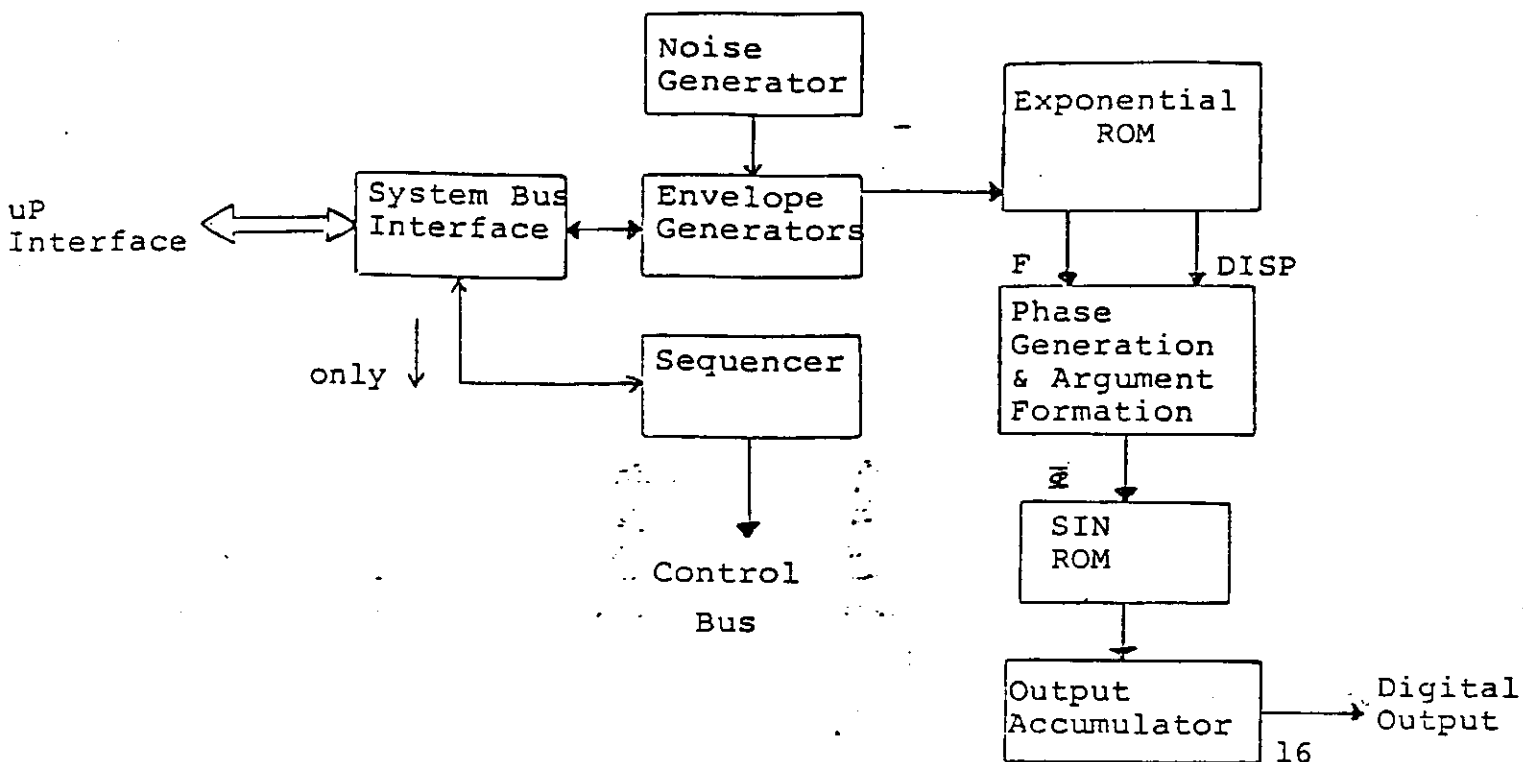 Noise
Generator
Exponential
ROM
uP
Interface
System Bus
Interface
Envelope
Generators
F
DISP
Phase
Generation
& Argument
Formation
only
Sequencer
SIN
ROM
Control
Bus
Output
Accumulator
16
Digital
Output